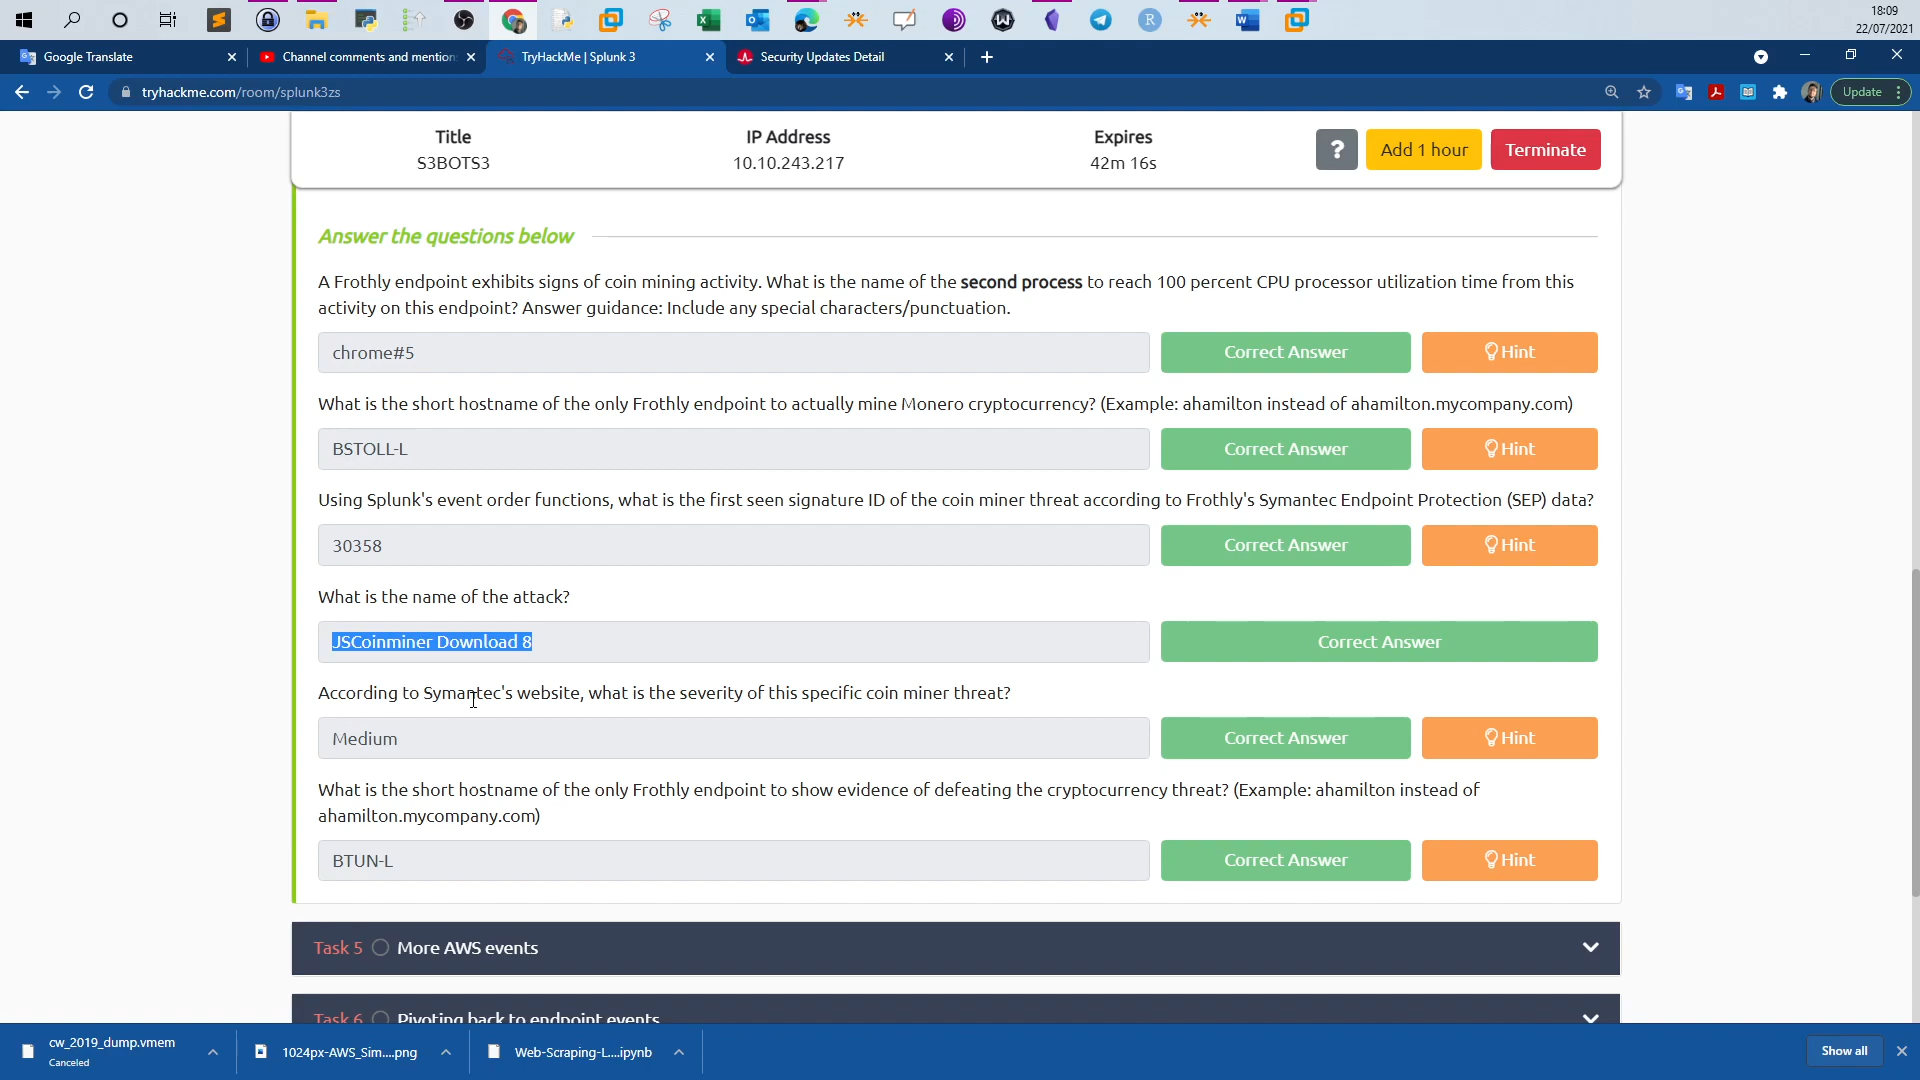 18:09
22/07/2021
Google Translate
Channel comments and mention
TryHackMe | Splunk 3
Security Updates Detail
tryhackme.com/room/splunk3zs
Update
Title
IP Address
Expires
S3BOTS3
10.10.243.217
42m 16s
?
Add 1 hour
Terminate
Answer the questions below
A Frothly endpoint exhibits signs of coin mining activity. What is the name of the second process to reach 100 percent CPU processor utilization time from this
activity on this endpoint? Answer guidance: Include any special characters/punctuation.
chrome#5
Correct Answer
Hint
What is the short hostname of the only Frothly endpoint to actually mine Monero cryptocurrency? (Example: ahamilton instead of ahamilton.mycompany.com)
BSTOLL-L
Correct Answer
Hint
Using Splunk's event order functions, what is the first seen signature ID of the coin miner threat according to Frothly's Symantec Endpoint Protection (SEP) data?
30358
Correct Answer
Hint
What is the name of the attack?
JSCoinminer Download 8
Correct Answer
According to Symantec's website, what is the severity of this specific coin miner threat?
Medium
Correct Answer
Hint
What is the short hostname of the only Frothly endpoint to show evidence of defeating the cryptocurrency threat? (Example: ahamilton instead of
ahamilton.mycompany.com)
BTUN-L
Correct Answer
Hint
Task 5
More AWS events
Task 6
Pivoting back to endpoint events
cw_2019_dump.vmem
Canceled
1024px-AWS_Sim....png
Web-Scraping-L....ipynb
Show all